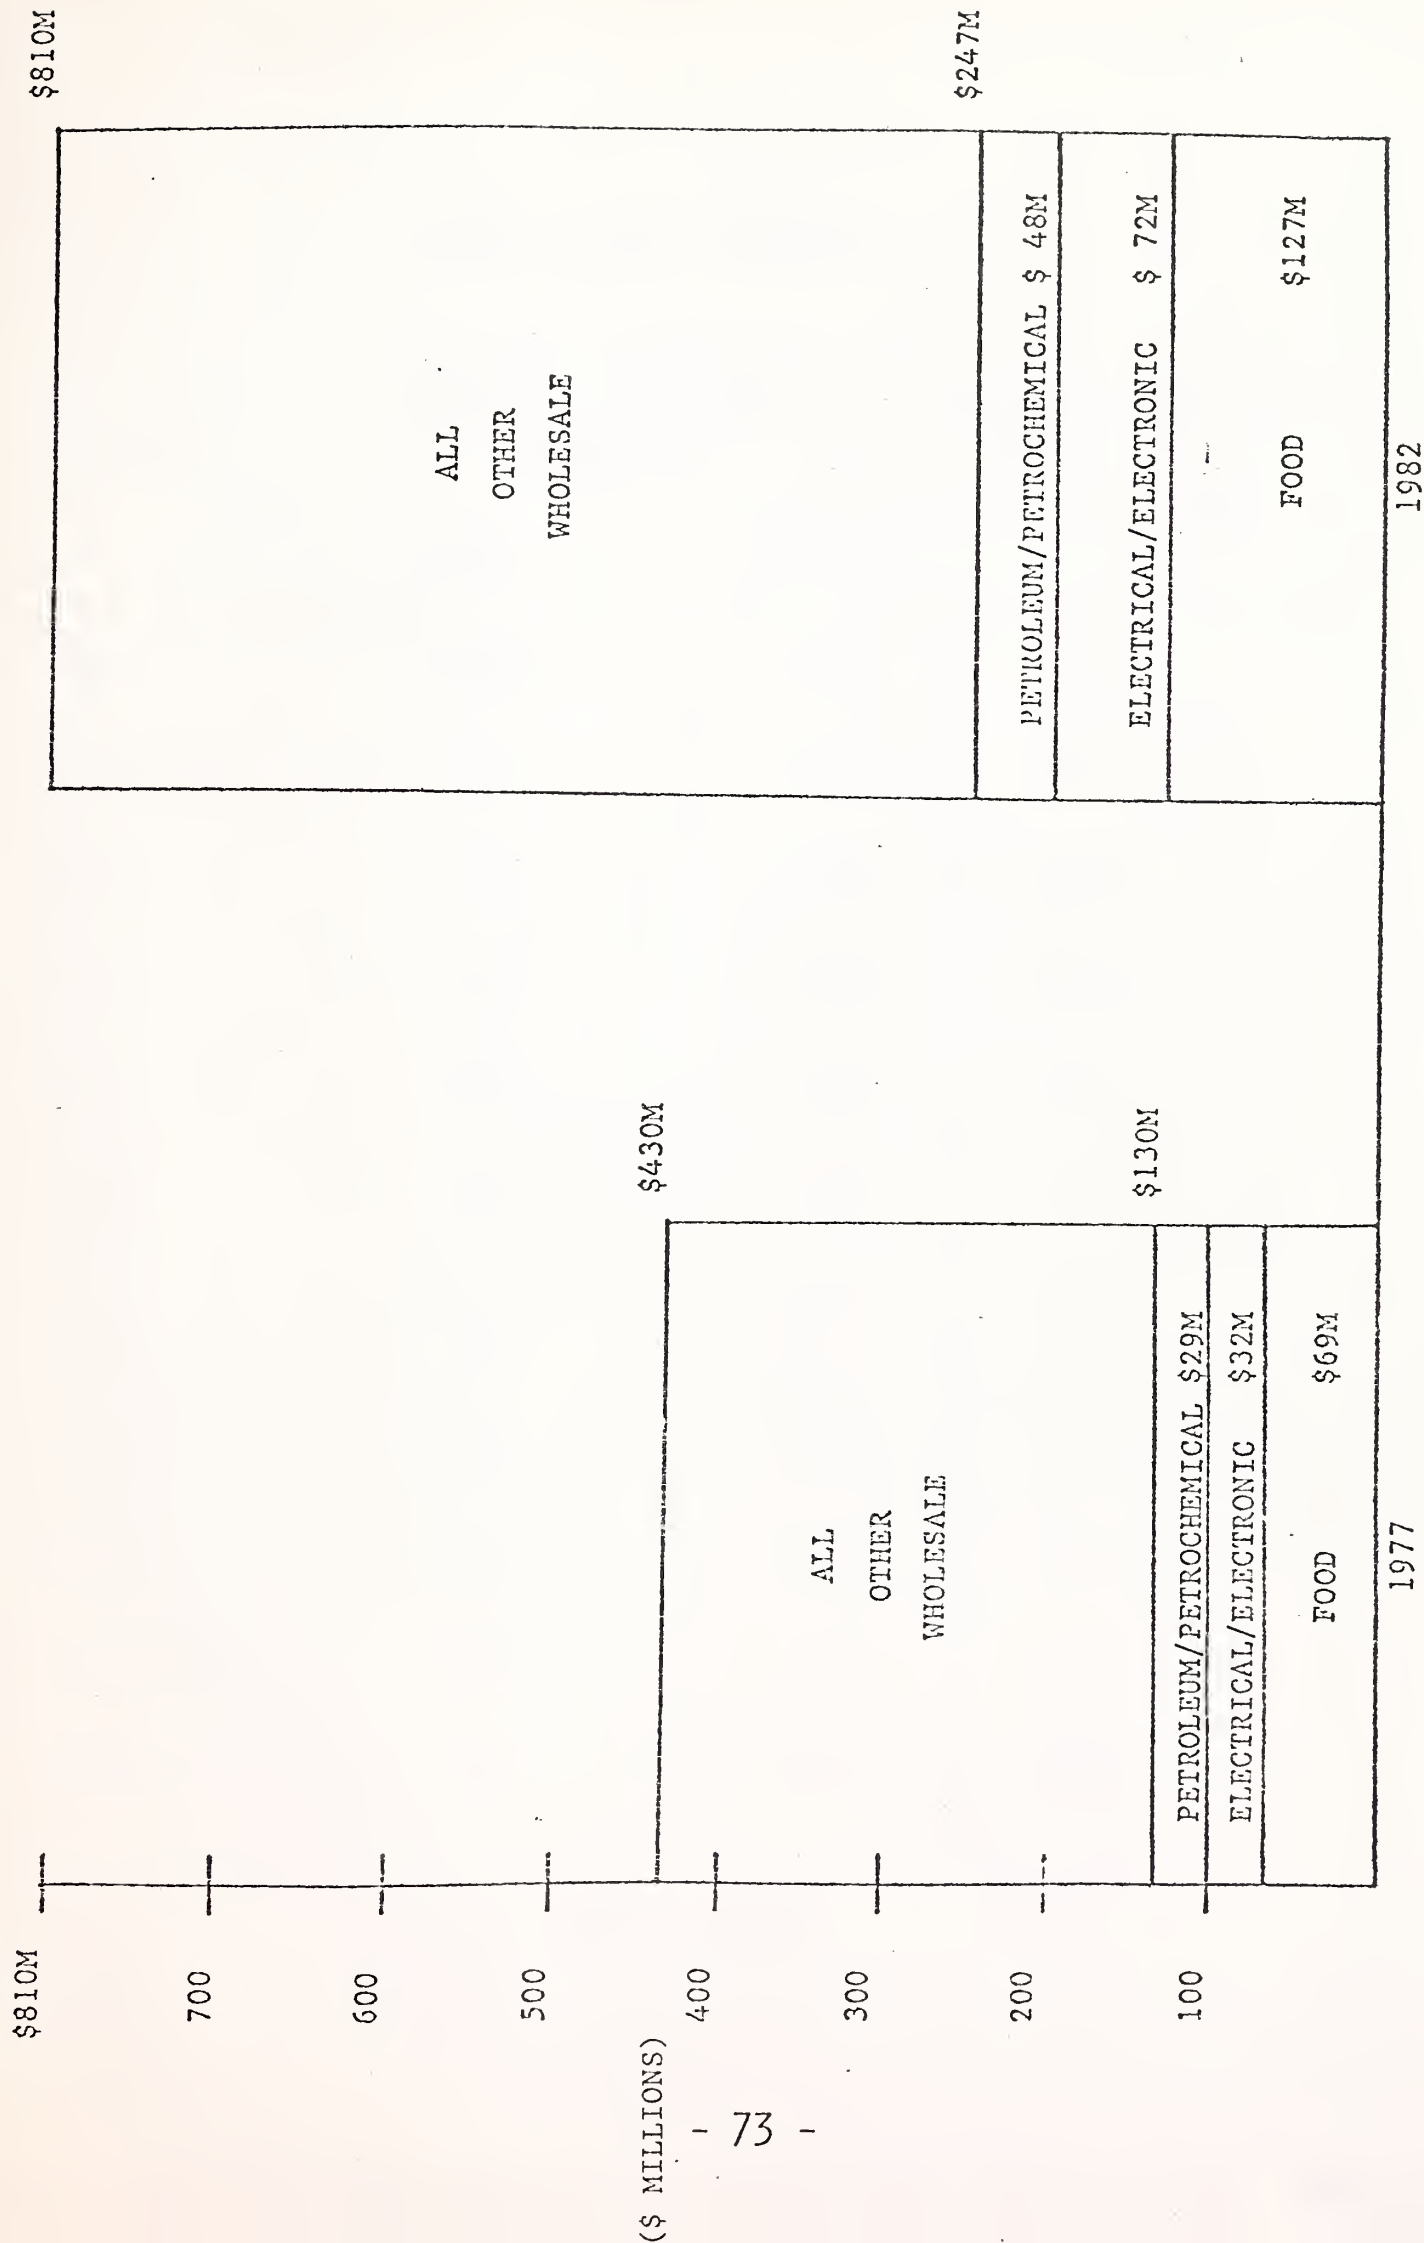 $810M
700
600
500
400
($ MILLIONS)
300
200
100
$430M
ALL
OTHER
WHOLESALE
$130M
PETROLEUM/PETROCHEMICAL $29M
ELECTRICAL/ELECTRONIC $32M
FOOD $69M
1977
$810M
ALL
OTHER
WHOLESALE
$247M
PETROLEUM/PETROCHEMICAL $ 48M
ELECTRICAL/ELECTRONIC $ 72M
FOOD $127M
1982
- 73 -